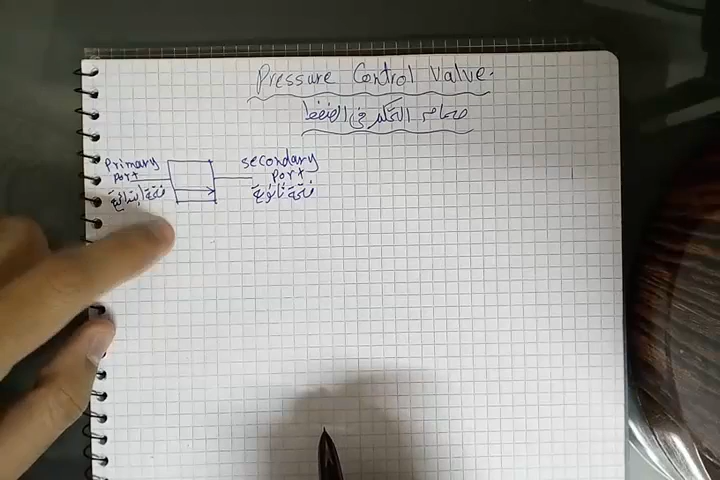 Pressure Control Valve.
صمام التحكم في الضغط
Primary
port
فتحة ابتدائية
secondary
port
فتحة ثانوية